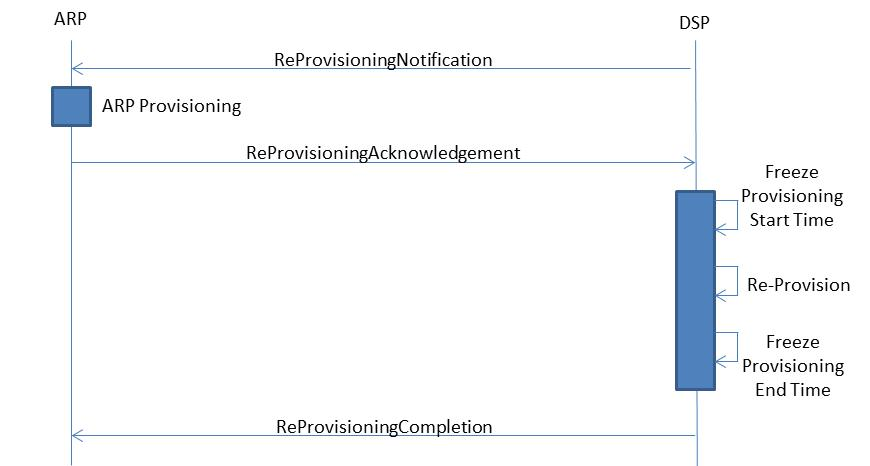 ARP
DSP
ReProvisioningNotification
ARP Provisioning
ReProvisioningAcknowledgement
Freeze
Provisioning
Start Time
Re-Provision
Freeze
Provisioning
End Time
ReProvisioningCompletion